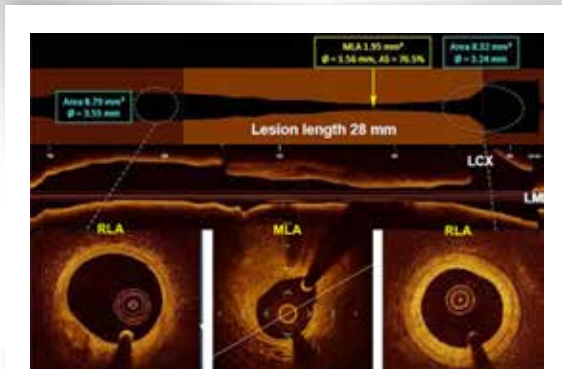 MLA 1.95 mm²
Ø = 1.56 mm, AS = 76.5%
Area 8.32 mm²
Ø = 3.24 mm
Area 8.79 mm²
Ø = 3.55 mm
Lesion length 28 mm
LCX
LM
RLA
MLA
RLA